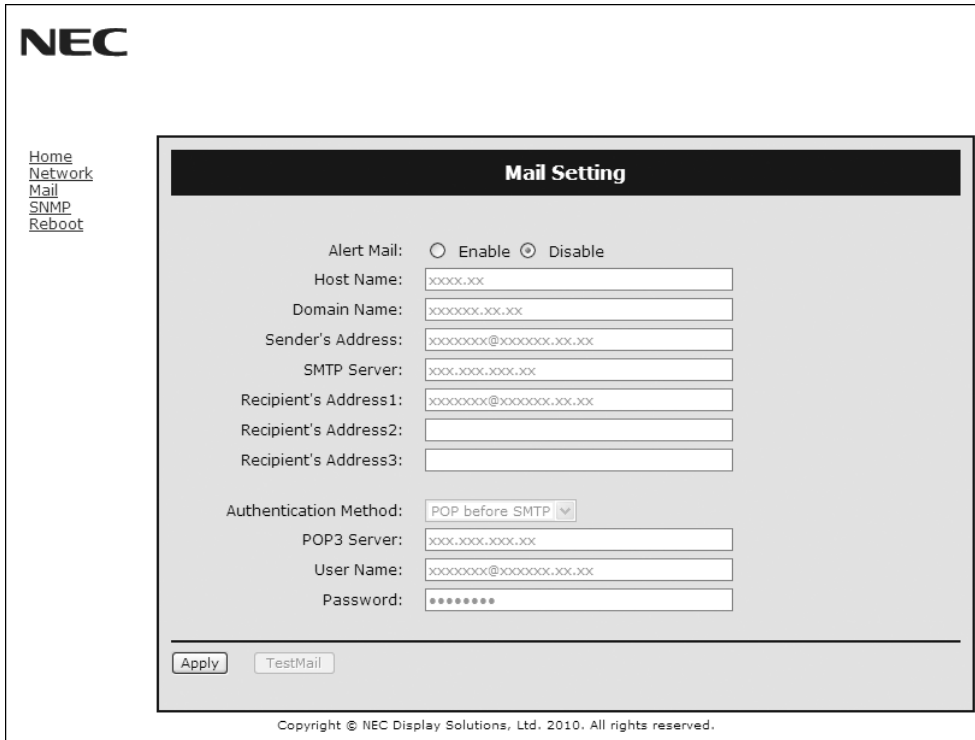 NEC
Home
Network
Mail
SNMP
Reboot
Mail Setting
Alert Mail: Enable Disable
Host Name: xxxx.xx
Domain Name: xxxxxx.xx.xx
Sender's Address: xxxxxxx@xxxxxx.xx.xx
SMTP Server: xxx.xxx.xxx.xx
Recipient's Address1: xxxxxxx@xxxxxx.xx.xx
Recipient's Address2:
Recipient's Address3:
Authentication Method: POP before SMTP
POP3 Server: xxx.xxx.xxx.xx
User Name: xxxxxxx@xxxxxx.xx.xx
Password: ••••••••
Apply TestMail
Copyright © NEC Display Solutions, Ltd. 2010. All rights reserved.